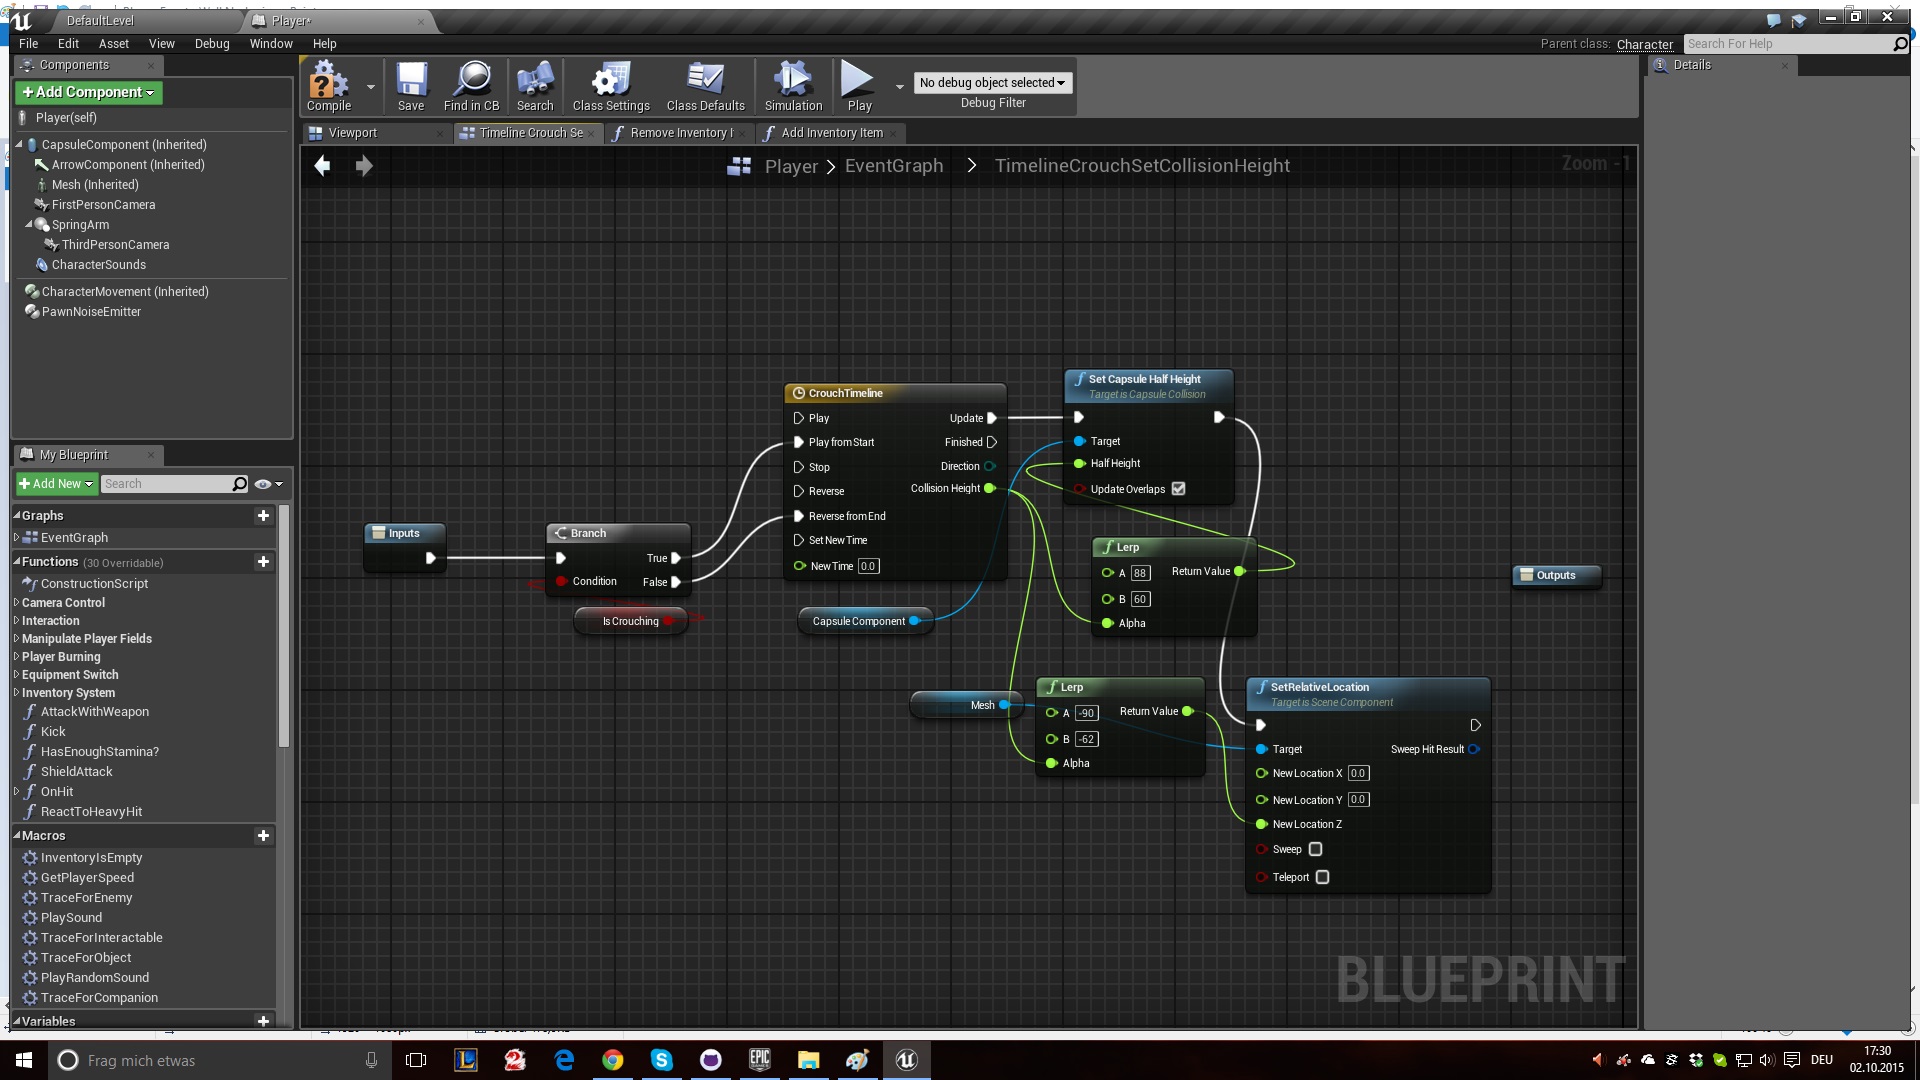 DefaultLevel
Player*
File Edit Asset View Debug Window Help
Parent class: Character
Search For Help
Components
Details
+Add Component
Compile
Save
Find in CB
Search
Class Settings
Class Defaults
Simulation
Play
No debug object selected
Debug Filter
Player(self)
CapsuleComponent (Inherited)
ArrowComponent (Inherited)
Mesh (Inherited)
FirstPersonCamera
SpringArm
ThirdPersonCamera
CharacterSounds
CharacterMovement (Inherited)
PawnNoiseEmitter
Viewport
Timeline Crouch Se
Remove Inventory I
Add Inventory Item
Player > EventGraph > TimelineCrouchSetCollisionHeight
Zoom -1
My Blueprint
+Add New
Search
Graphs
EventGraph
Functions (30 Overridable)
ConstructionScript
Camera Control
Interaction
Manipulate Player Fields
Player Burning
Equipment Switch
Inventory System
AttackWithWeapon
Kick
HasEnoughStamina?
ShieldAttack
OnHit
ReactToHeavyHit
Macros
InventoryIsEmpty
GetPlayerSpeed
TraceForEnemy
PlaySound
TraceForInteractable
TraceForObject
PlayRandomSound
TraceForCompanion
Variables
Inputs
Branch
True
Condition
False
Is Crouching
CrouchTimeline
Play
Update
Play from Start
Finished
Stop
Direction
Reverse
Collision Height
Reverse from End
Set New Time
New Time 0.0
Capsule Component
Set Capsule Half Height
Target is Capsule Collision
Target
Half Height
Update Overlaps
Lerp
A 88
Return Value
B 60
Alpha
Mesh
Lerp
A -90
Return Value
B -62
Alpha
SetRelativeLocation
Target is Scene Component
Target
Sweep Hit Result
New Location X 0.0
New Location Y 0.0
New Location Z
Sweep
Teleport
Outputs
BLUEPRINT
Frag mich etwas
EPIC
GAMES
DEU
17:30
02.10.2015